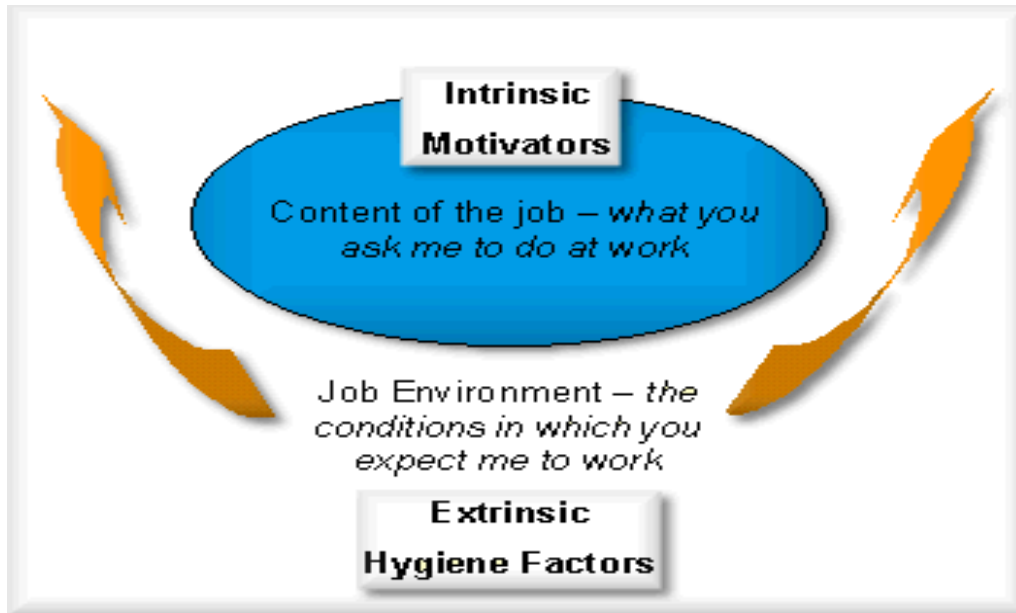 Intrinsic
Motivators
Content of the job – what you
ask me to do at work
Job Environment – the
conditions in which you
expect me to work
Extrinsic
Hygiene Factors